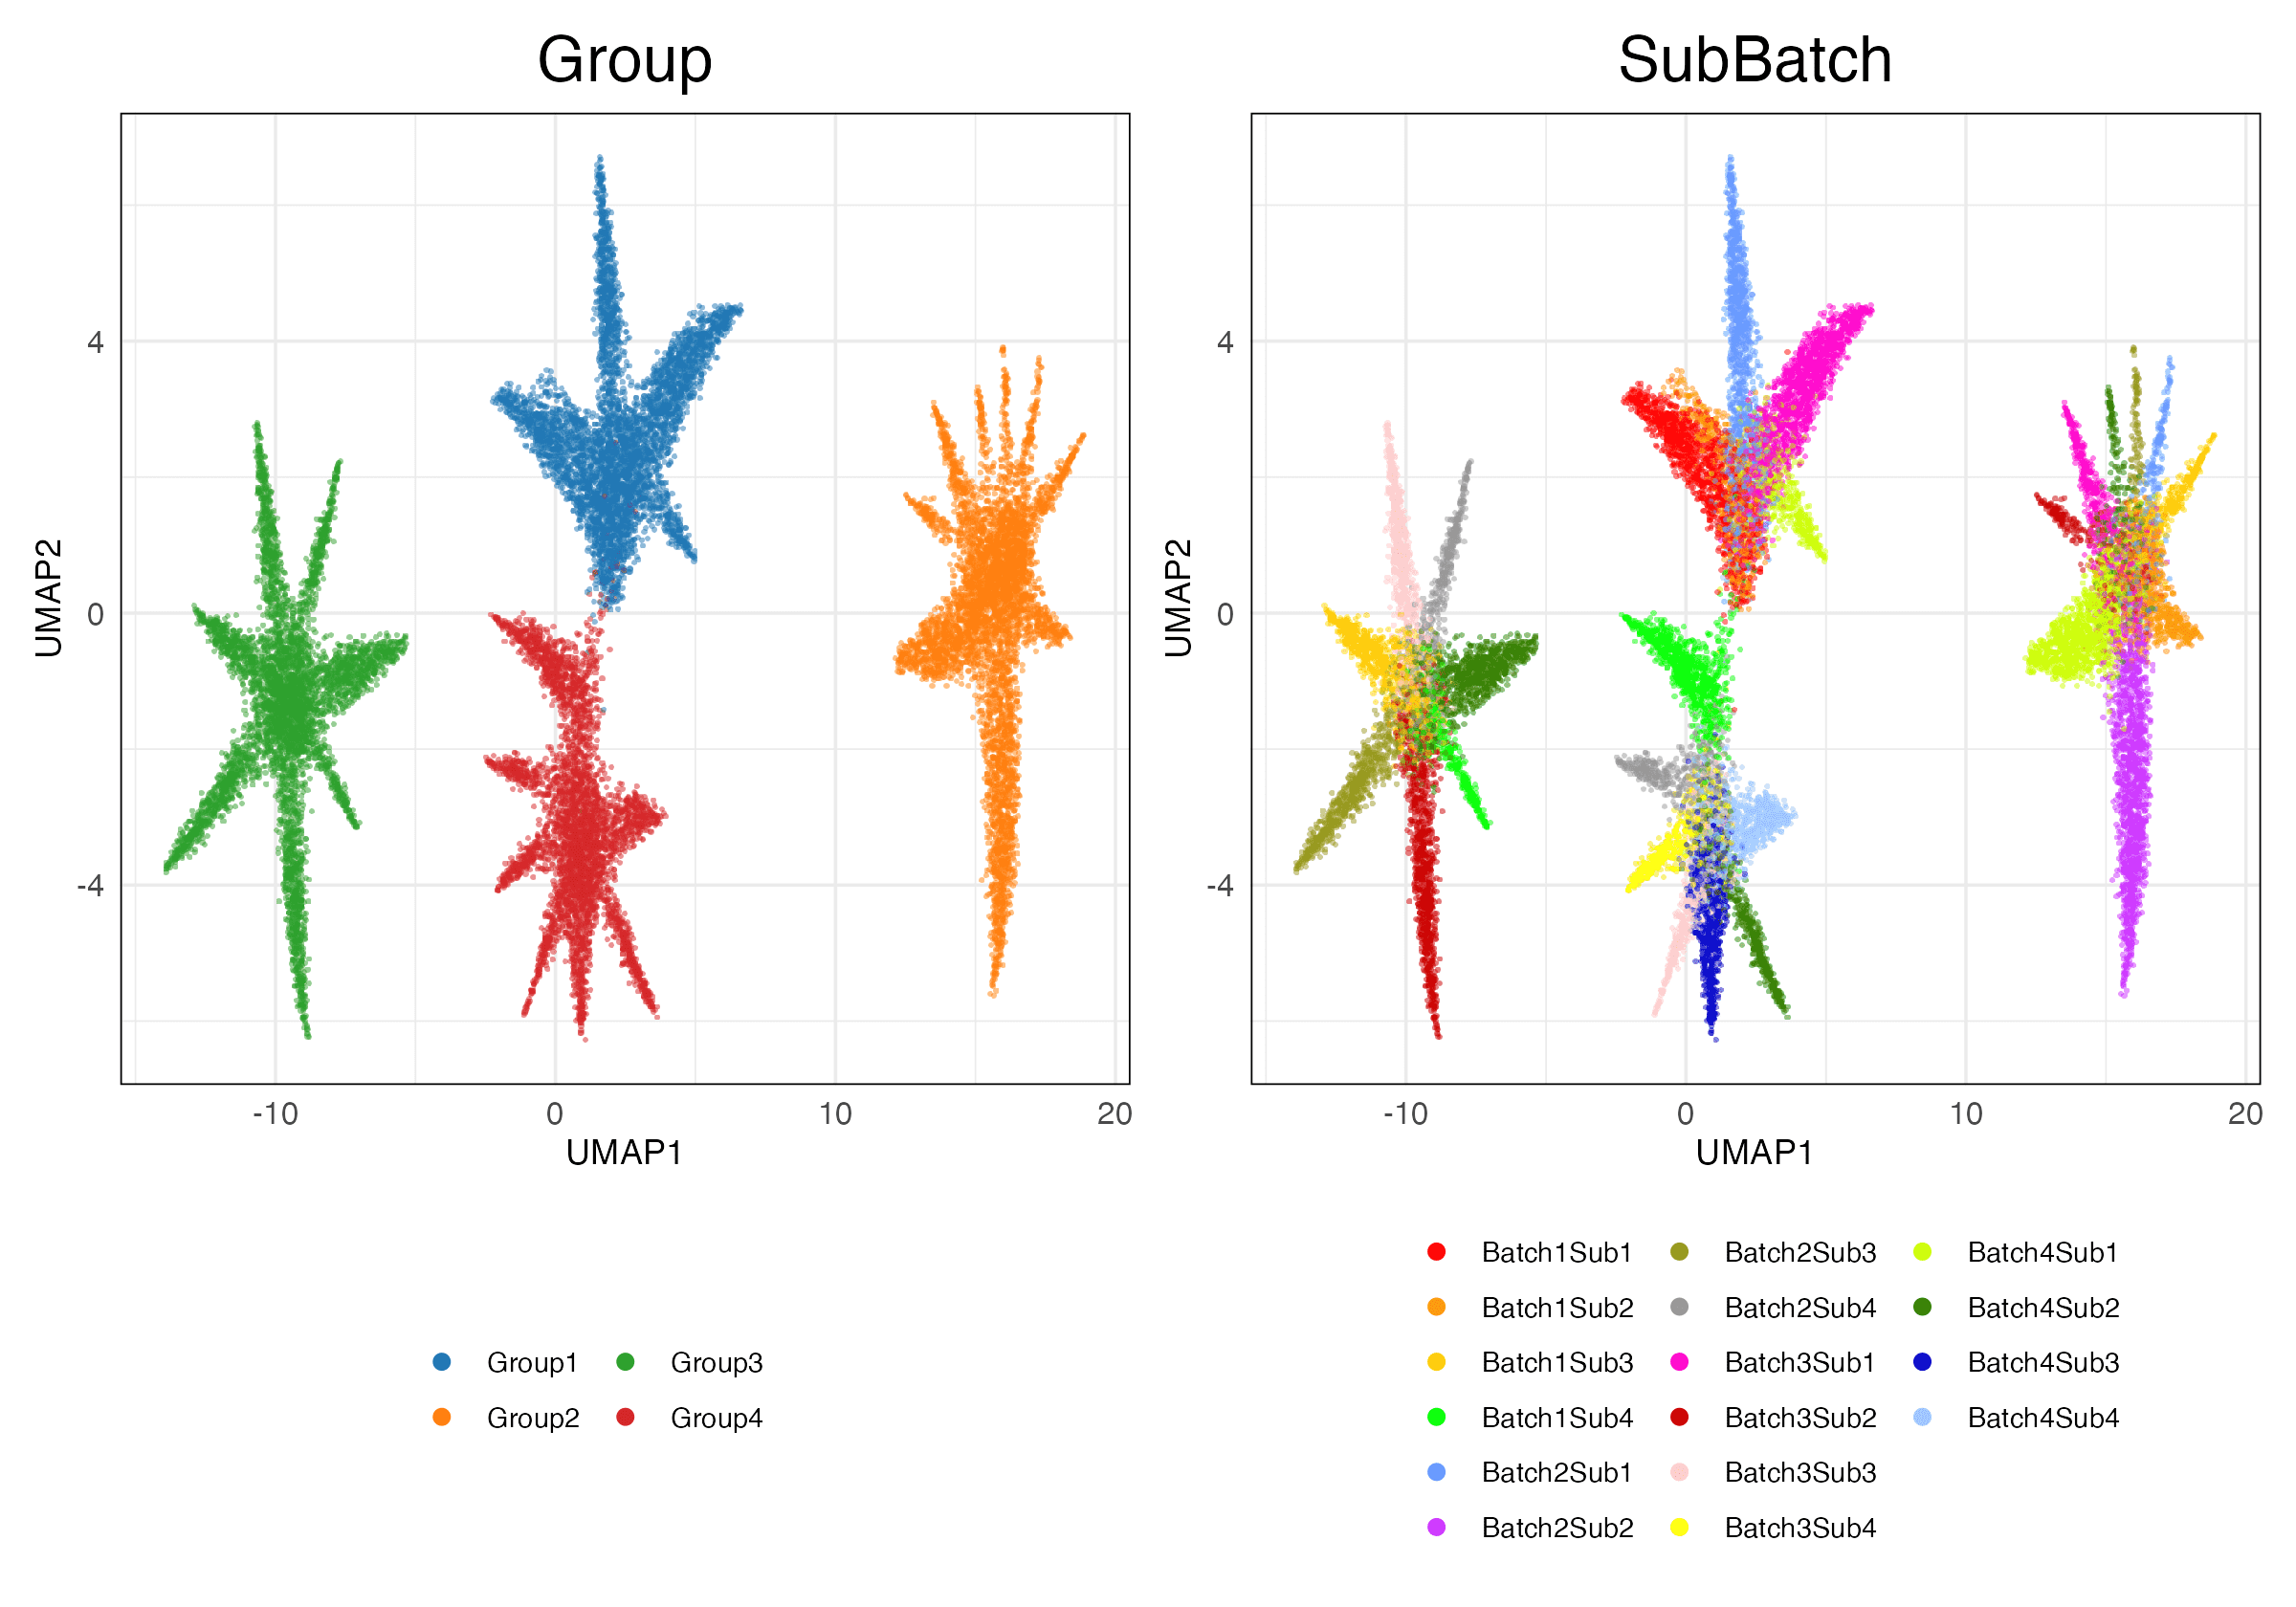 Group
SubBatch
UMAP2
4
0
-4
-10
0
10
20
UMAP1
UMAP2
4
0
-4
-10
0
10
20
UMAP1
Group1
Group3
Group2
Group4
Batch1Sub1
Batch2Sub3
Batch4Sub1
Batch1Sub2
Batch2Sub4
Batch4Sub2
Batch1Sub3
Batch3Sub1
Batch4Sub3
Batch1Sub4
Batch3Sub2
Batch4Sub4
Batch2Sub1
Batch3Sub3
Batch2Sub2
Batch3Sub4